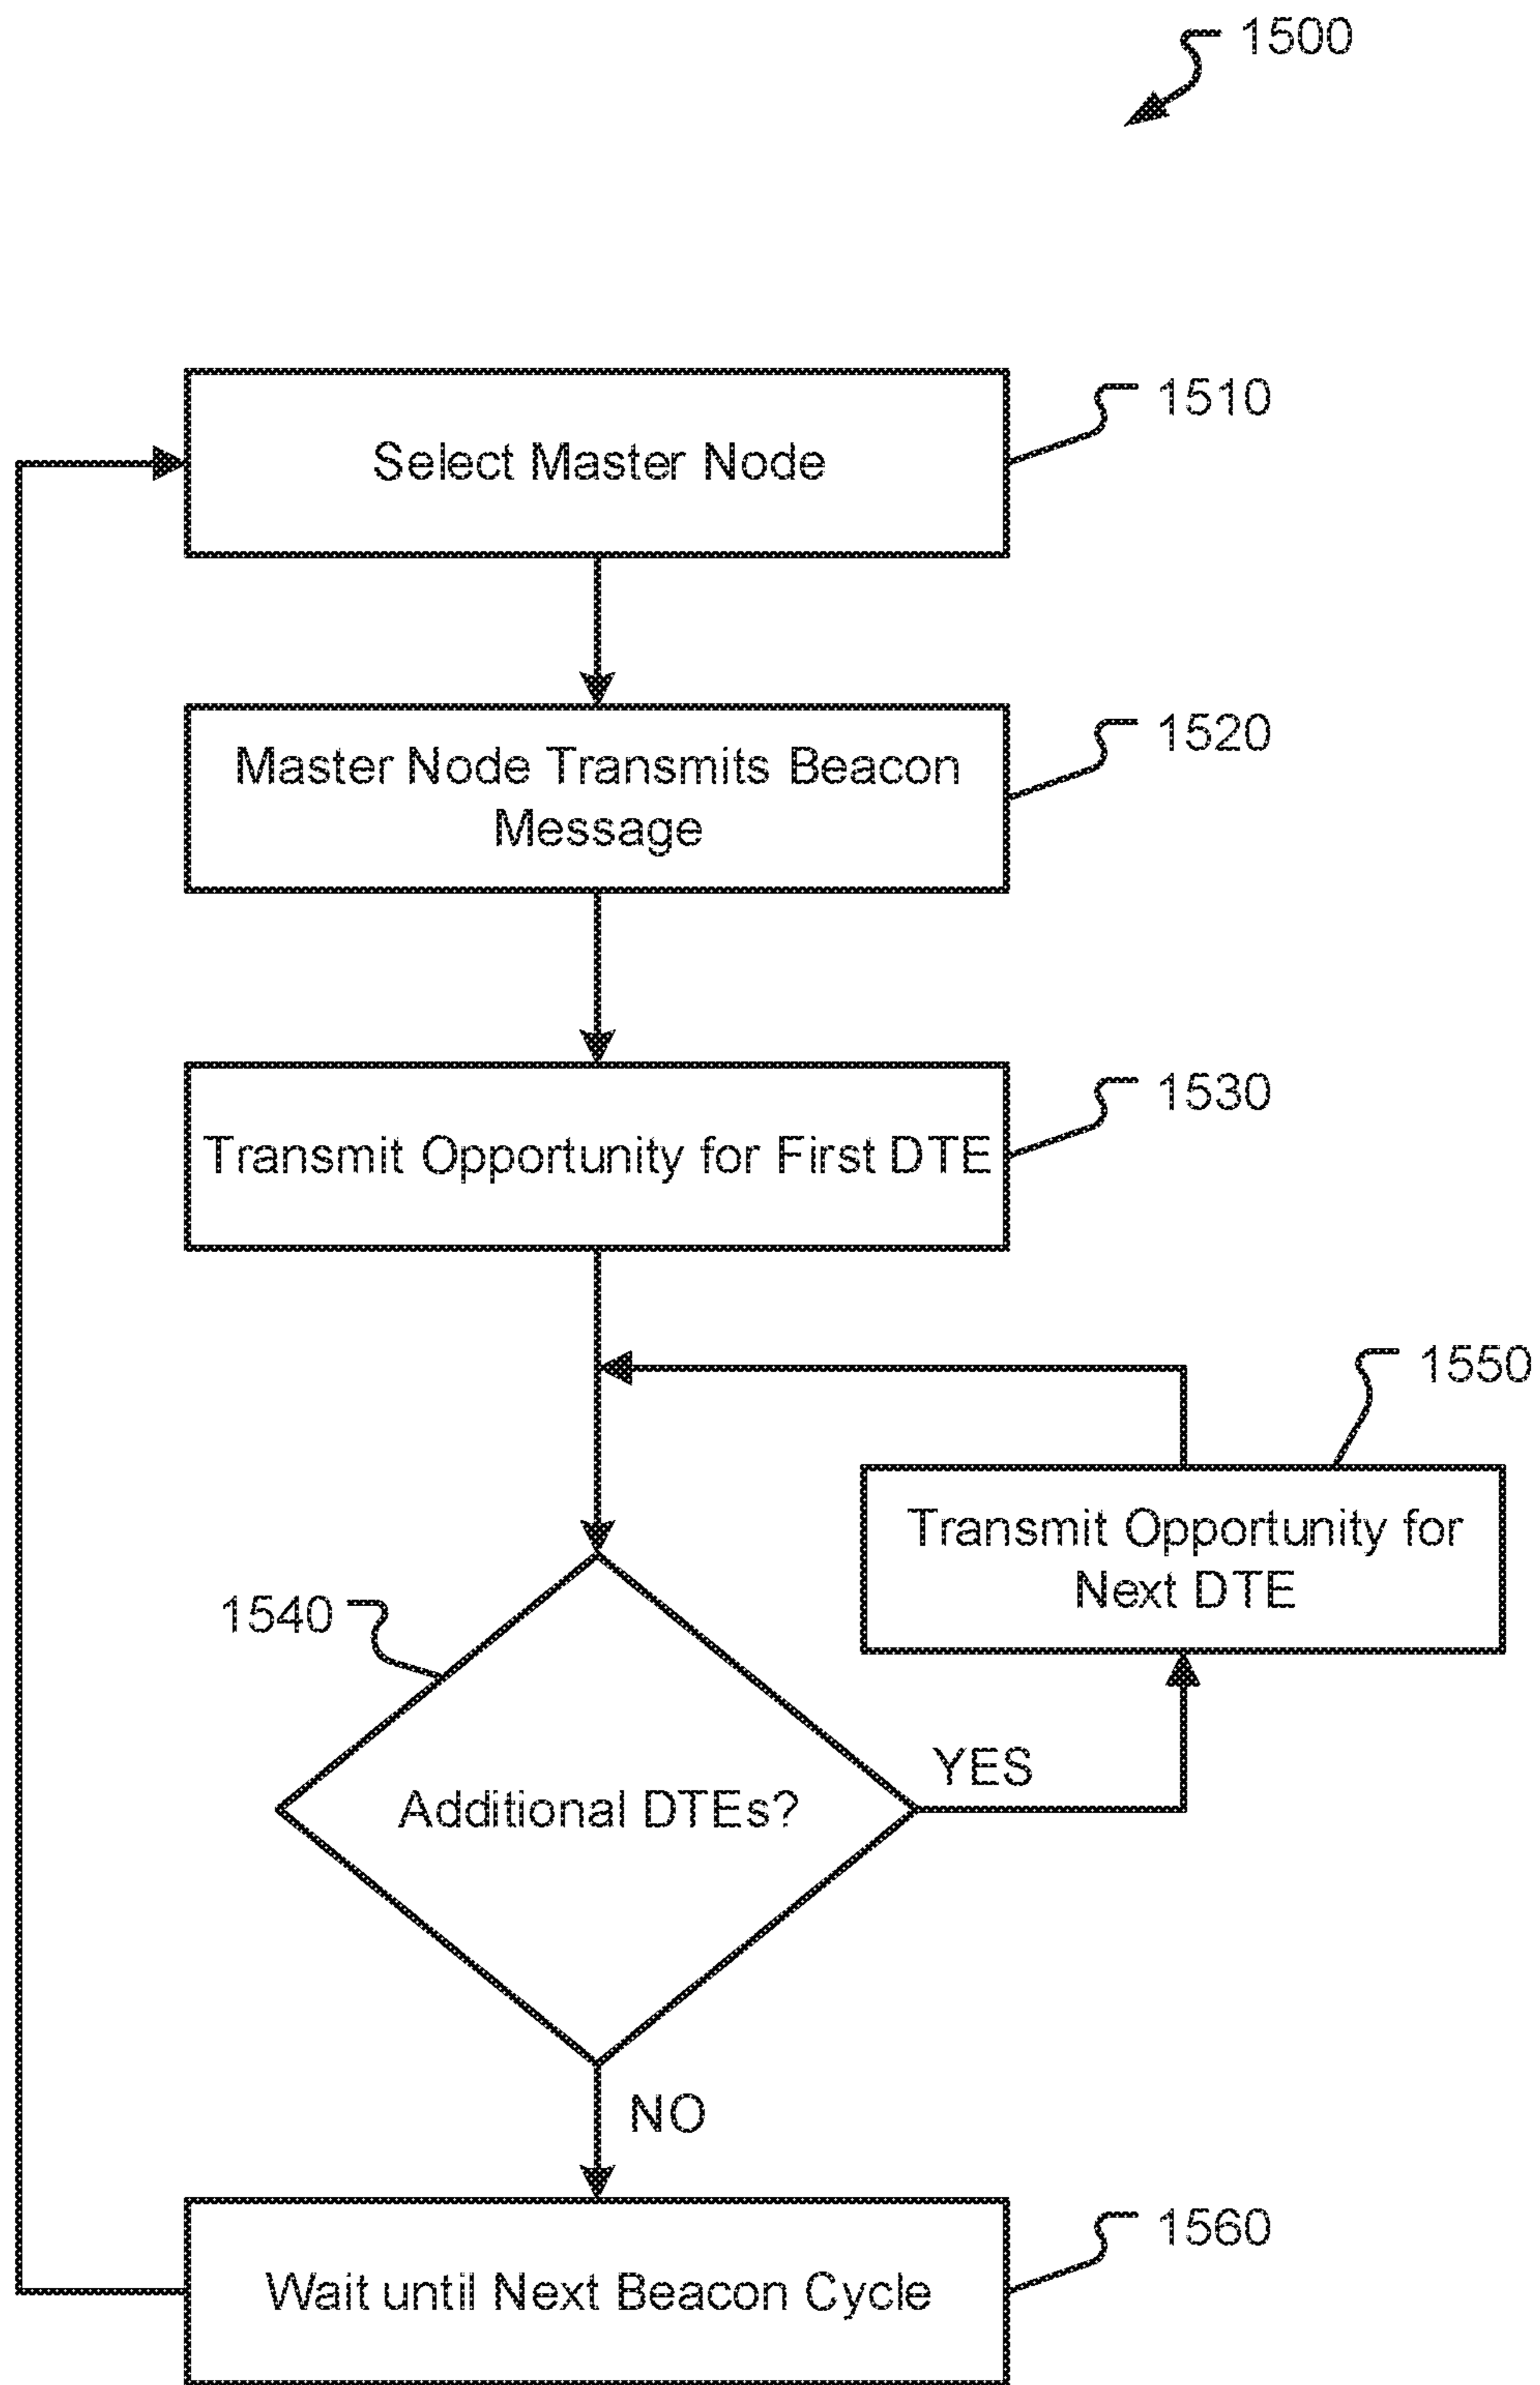 1500
Select Master Node
1510
Master Node Transmits Beacon
Message
1520
Transmit Opportunity for First DTE
1530
1550
Transmit Opportunity for
Next DTE
1540
Additional DTEs?
YES
NO
Wait until Next Beacon Cycle
1560